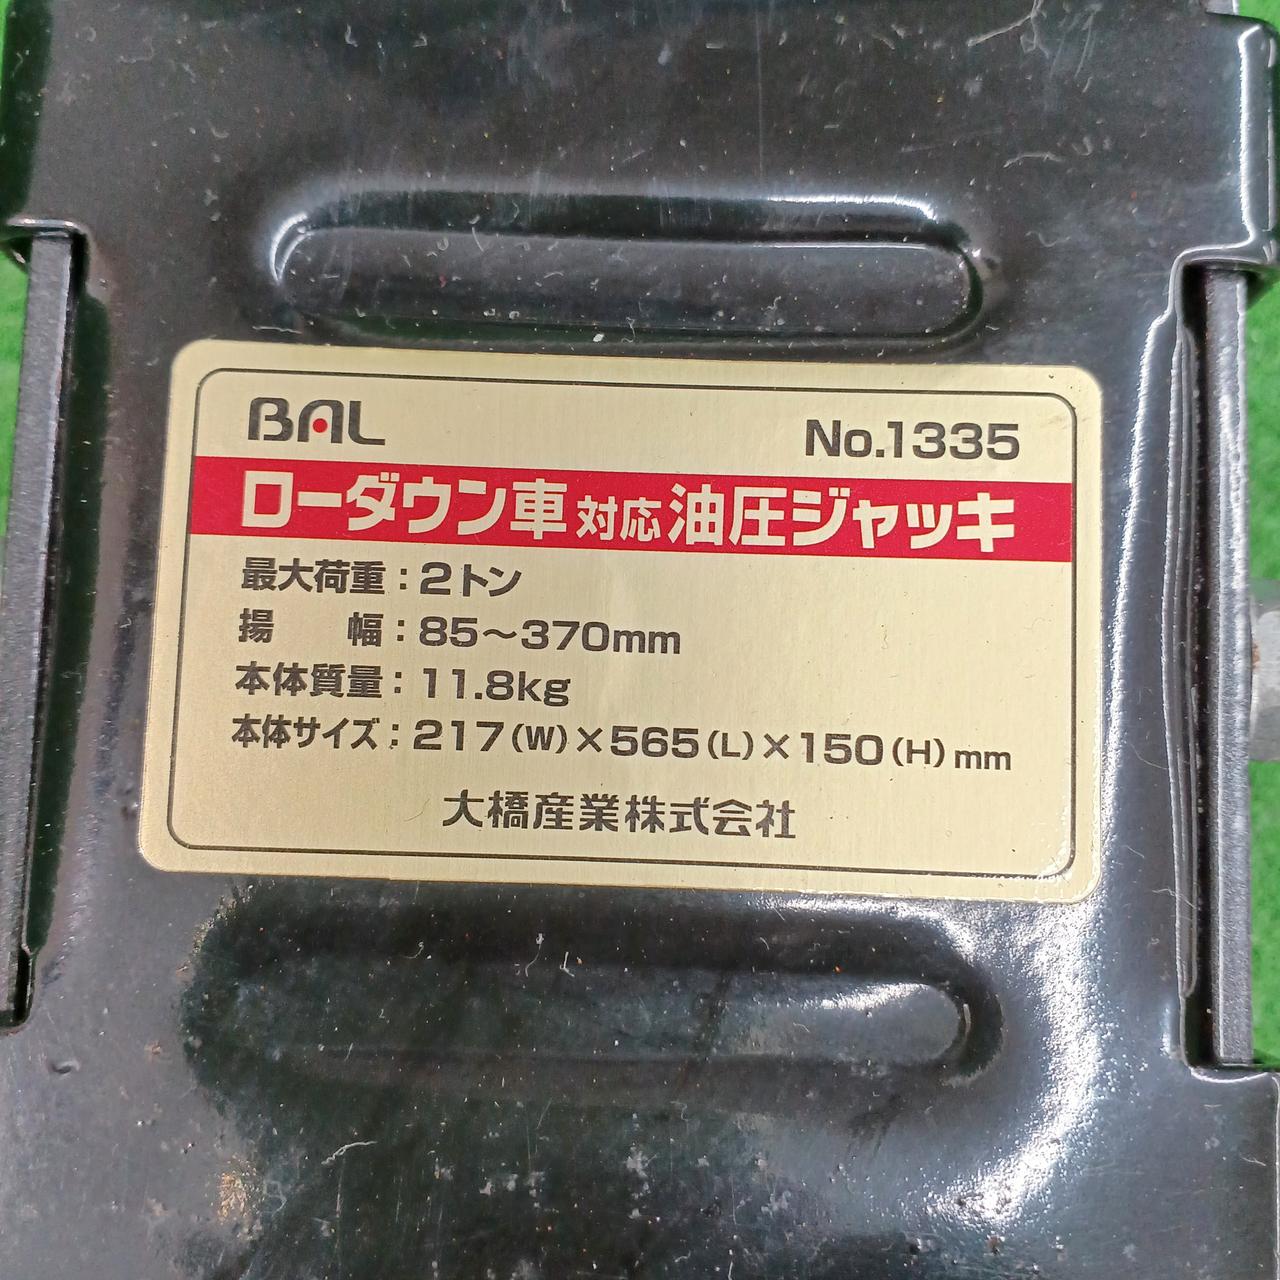 BAL
No.1335
ローダウン車対応油圧ジャッキ
最大荷重：2トン
揚　　幅：85～370mm
本体質量：11.8kg
本体サイズ：217(W)×565(L)×150(H)mm
大橋産業株式会社